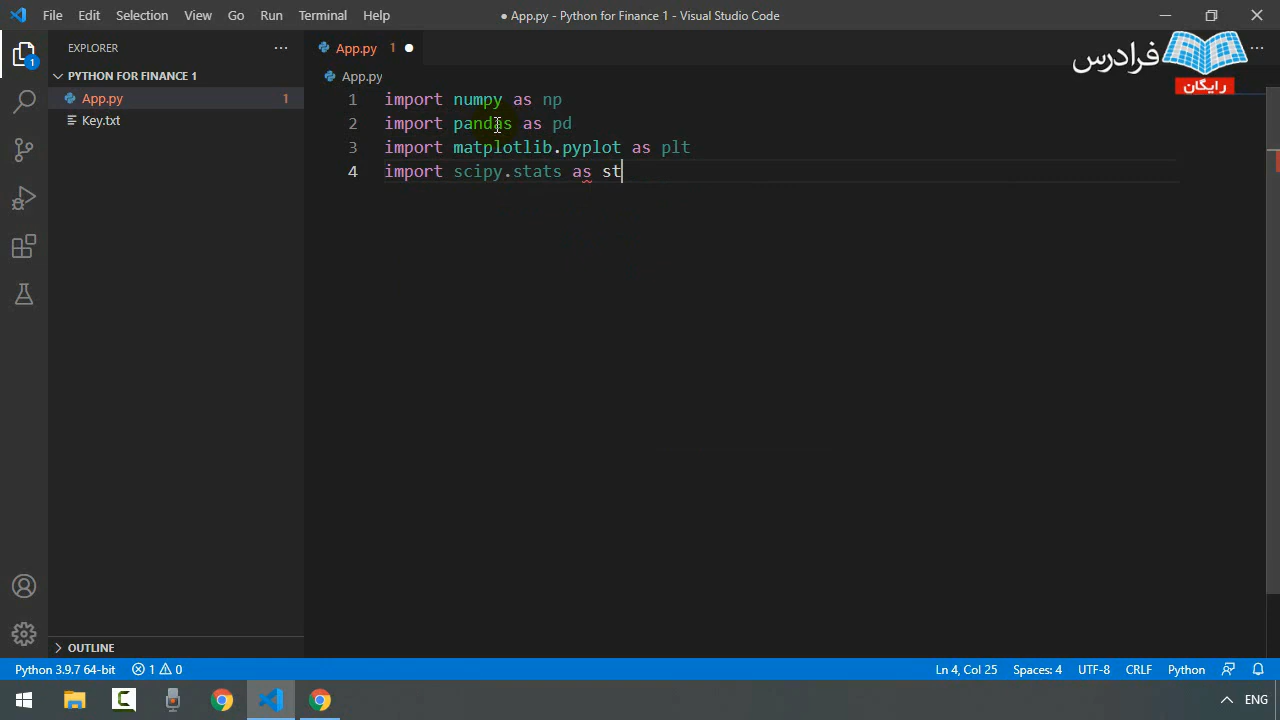 File Edit Selection View Go Run Terminal Help
● App.py - Python for Finance 1 - Visual Studio Code
EXPLORER
PYTHON FOR FINANCE 1
App.py 1
Key.txt
OUTLINE
App.py 1
App.py
1 import numpy as np
2 import pandas as pd
3 import matplotlib.pyplot as plt
4 import scipy.stats as st
فرادرس
رایگان
1
Python 3.9.7 64-bit 1 0
Ln 4, Col 25 Spaces: 4 UTF-8 CRLF Python
ENG